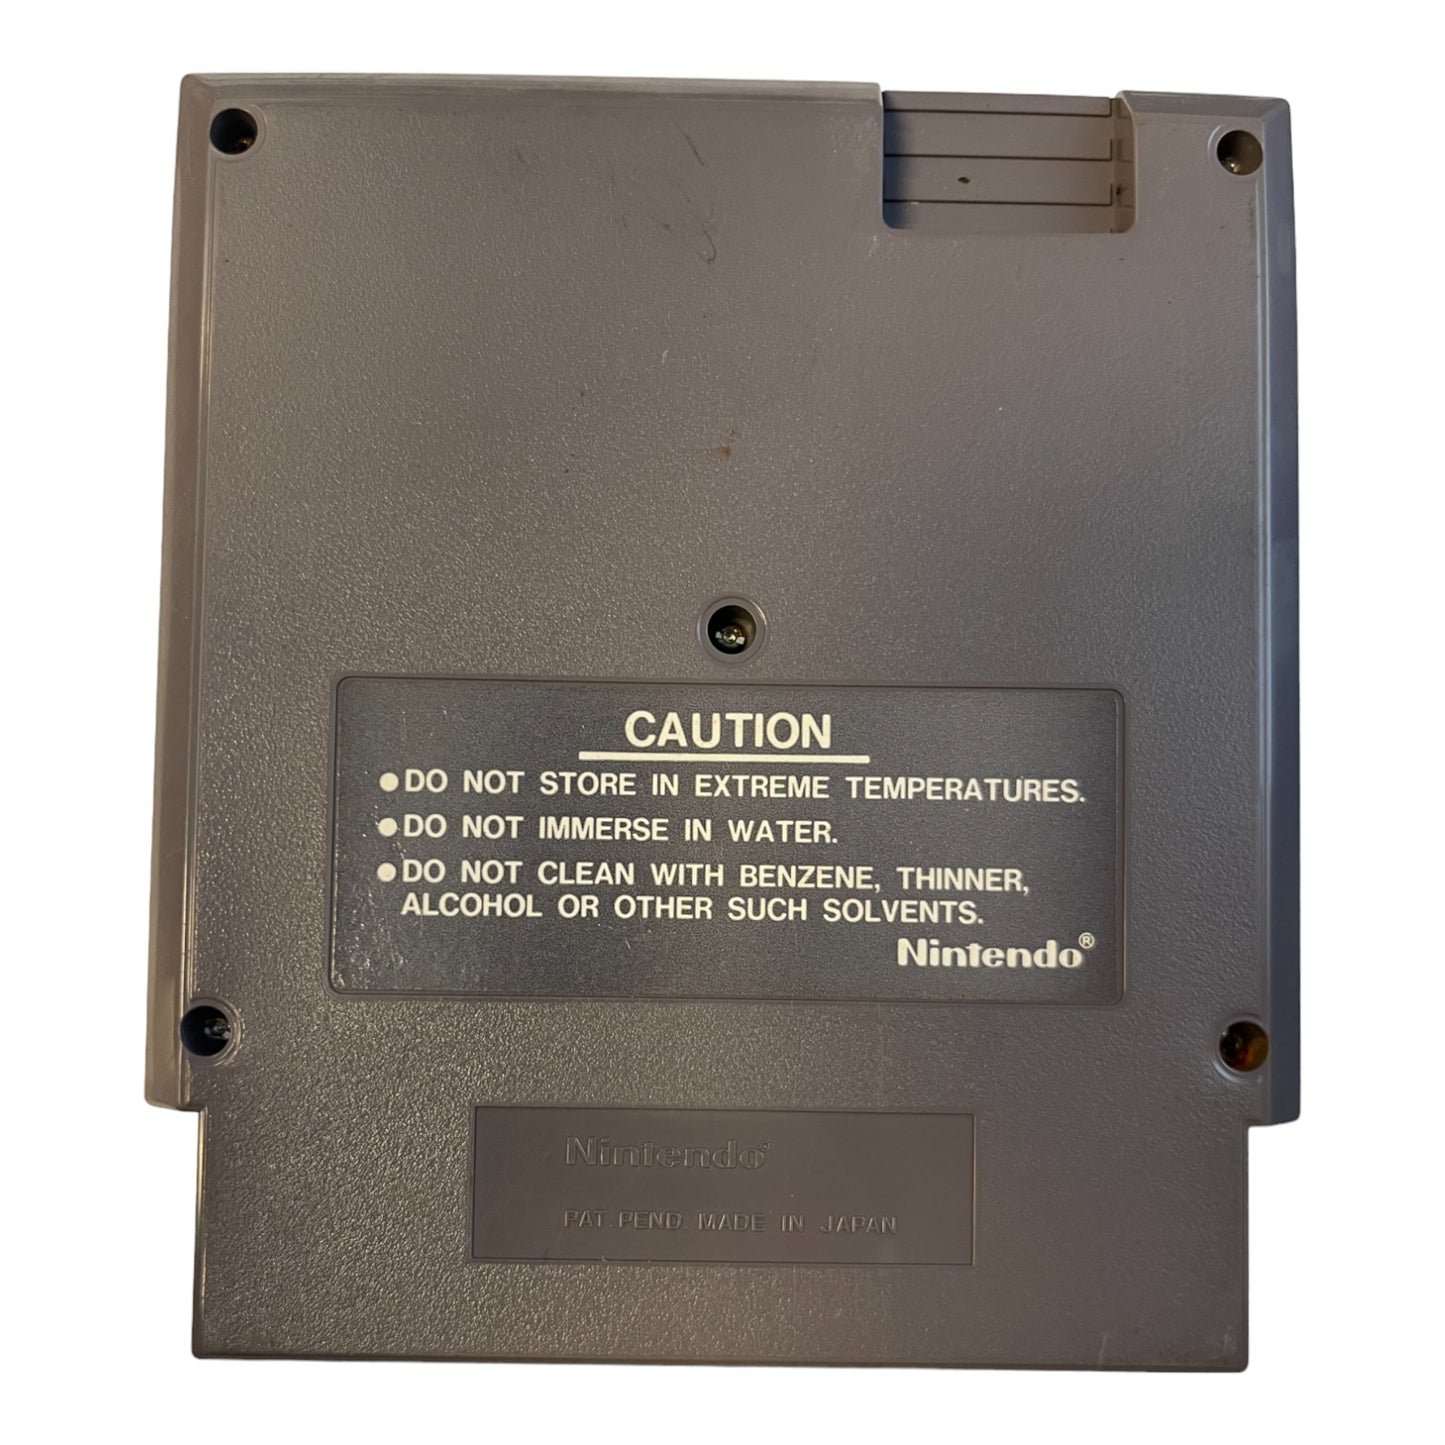 CAUTION
●DO NOT STORE IN EXTREME TEMPERATURES.
●DO NOT IMMERSE IN WATER.
●DO NOT CLEAN WITH BENZENE, THINNER,
ALCOHOL OR OTHER SUCH SOLVENTS.
Nintendo®
Nintendo®
PAT. PEND. MADE IN JAPAN